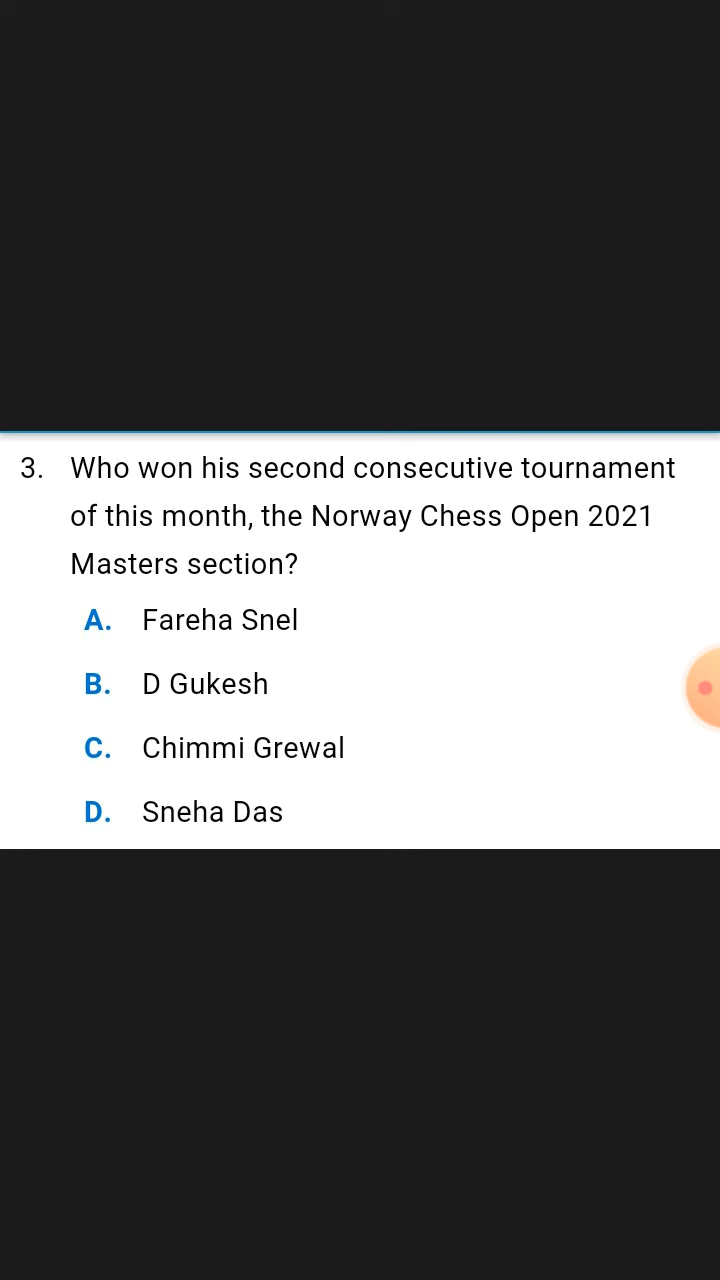 3. Who won his second consecutive tournament
of this month, the Norway Chess Open 2021
Masters section?
A. Fareha Snel
B. D Gukesh
C. Chimmi Grewal
D. Sneha Das